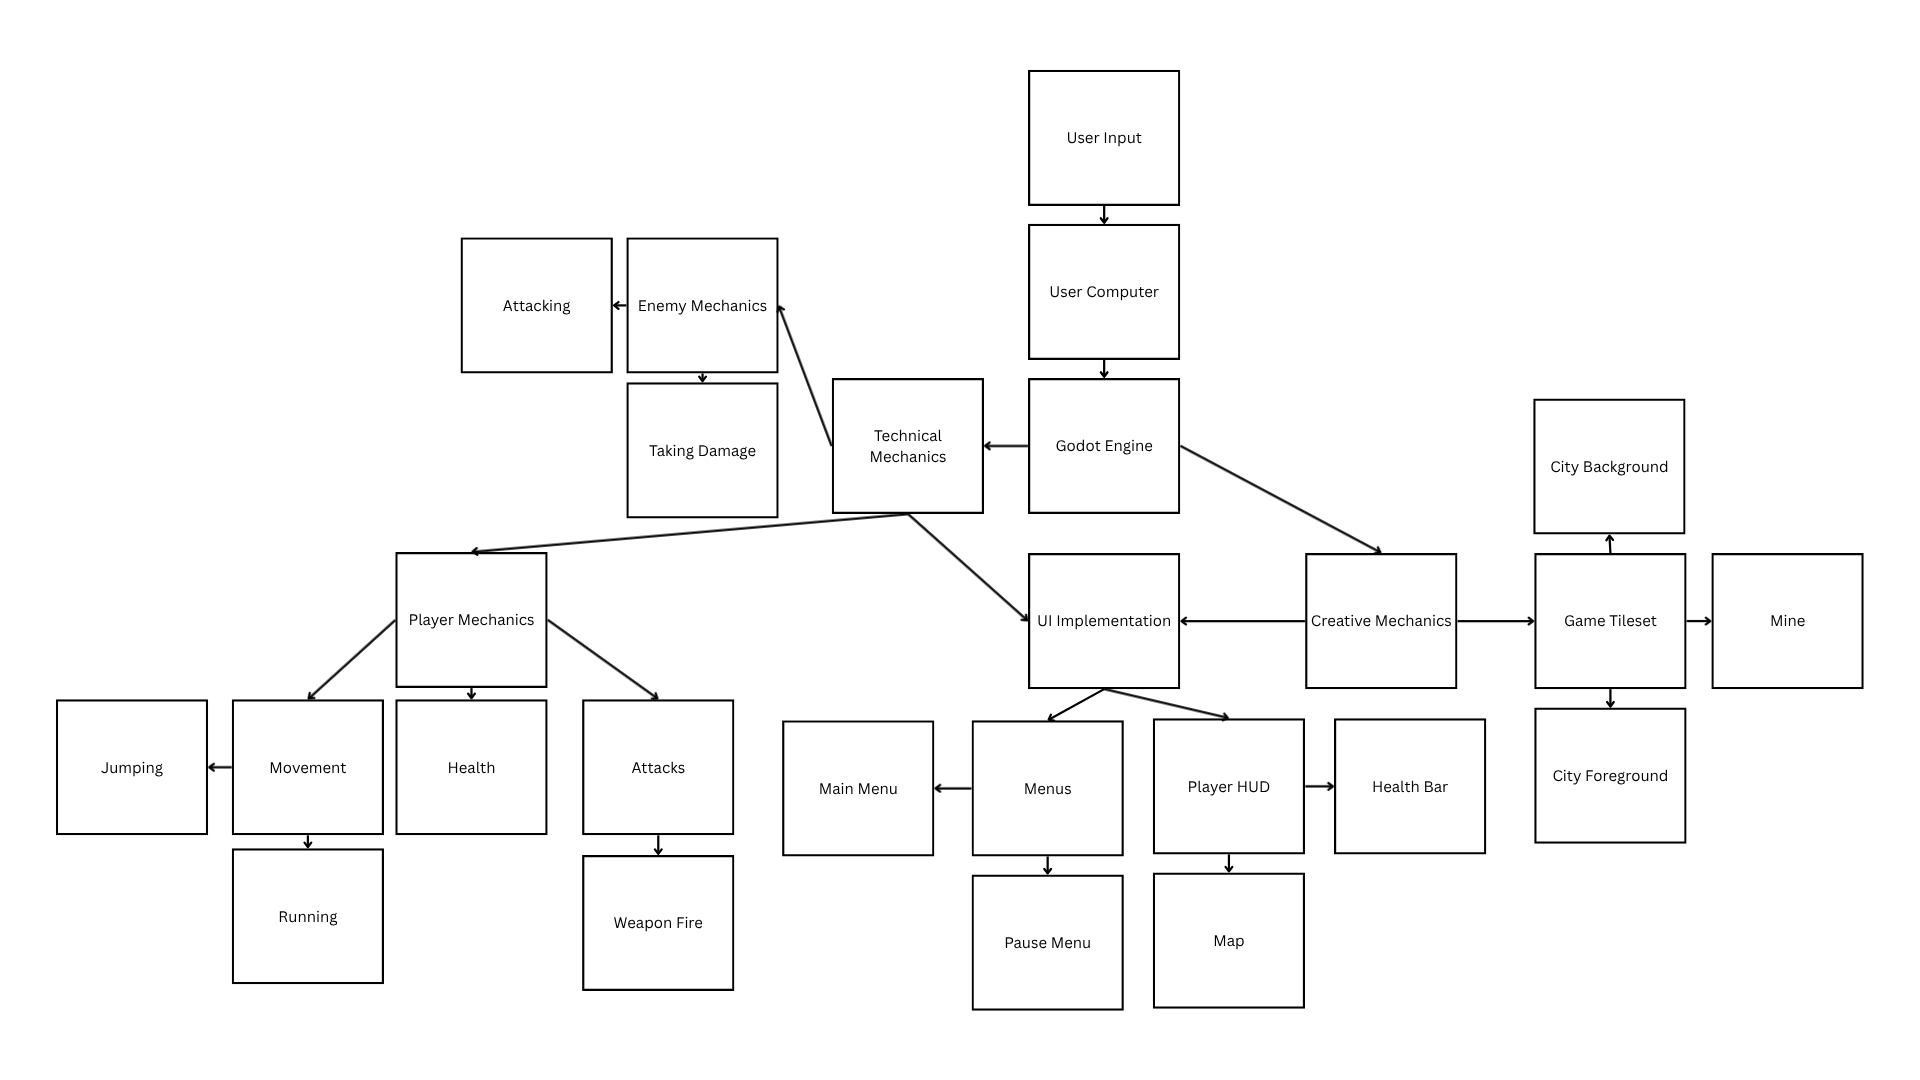 User Input
User Computer
Attacking
Enemy Mechanics
Technical
Mechanics
Godot Engine
Taking Damage
City Background
Player Mechanics
UI Implementation
Creative Mechanics
Game Tileset
Mine
Jumping
Movement
Health
Attacks
Main Menu
Menus
Player HUD
Health Bar
City Foreground
Running
Weapon Fire
Pause Menu
Map